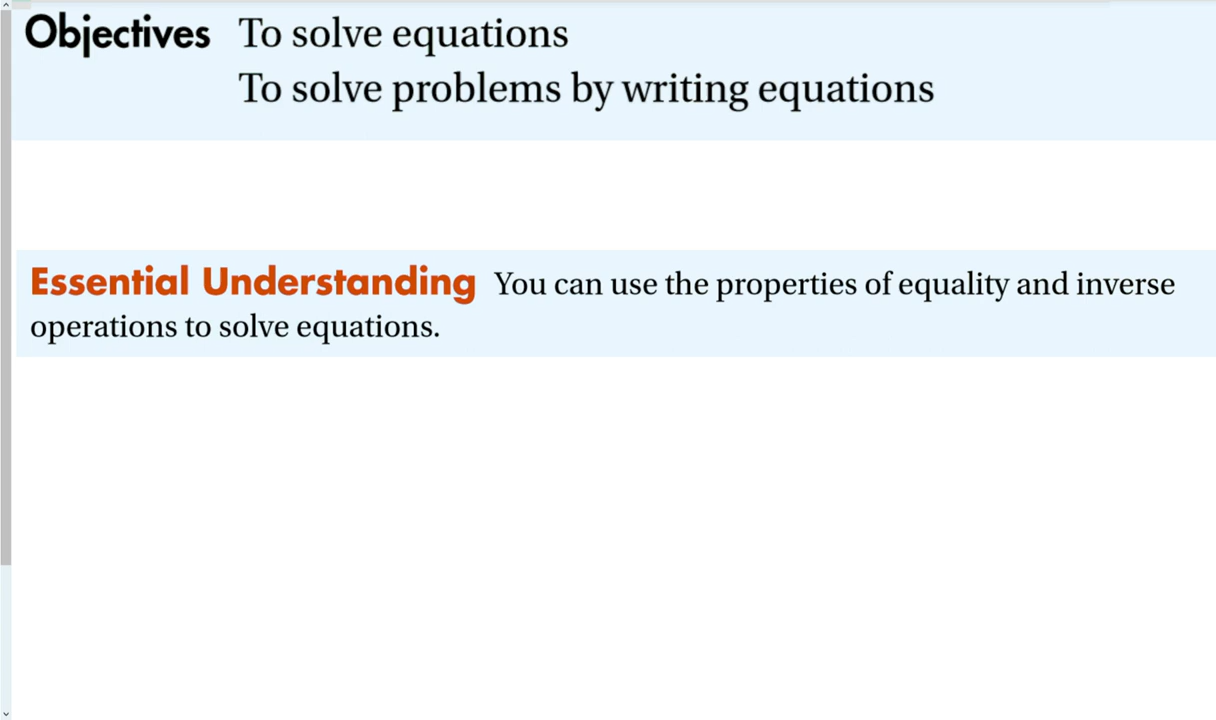 Objectives To solve equations
To solve problems by writing equations
Essential Understanding You can use the properties of equality and inverse
operations to solve equations.